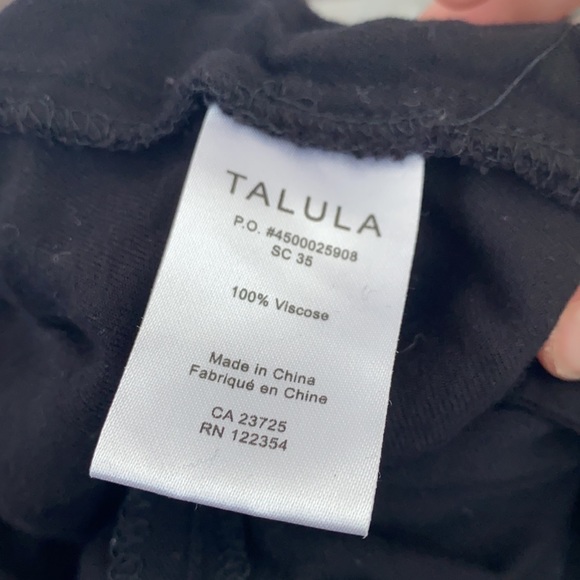 TALULA
P.O. #4500025908
SC 35
100% Viscose
Made in China
Fabriqué en Chine
CA 23725
RN 122354